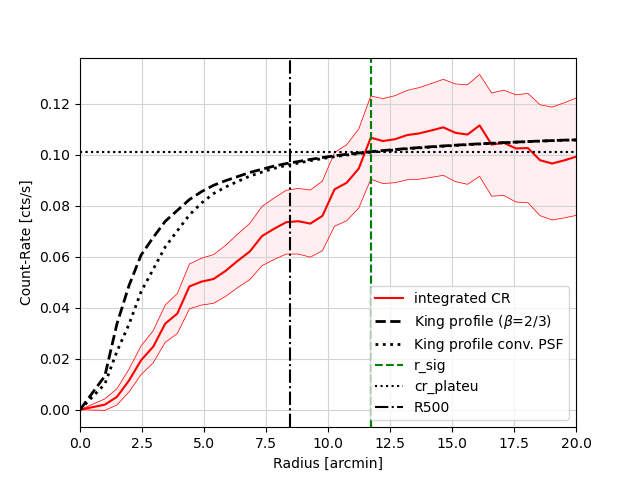 0.12
0.10
0.08
0.06
0.04
0.02
0.00
Count-Rate [cts/s]
integrated CR
King profile (β=2/3)
King profile conv. PSF
r_sig
cr_plateu
R500
0.0 2.5 5.0 7.5 10.0 12.5 15.0 17.5 20.0
Radius [arcmin]